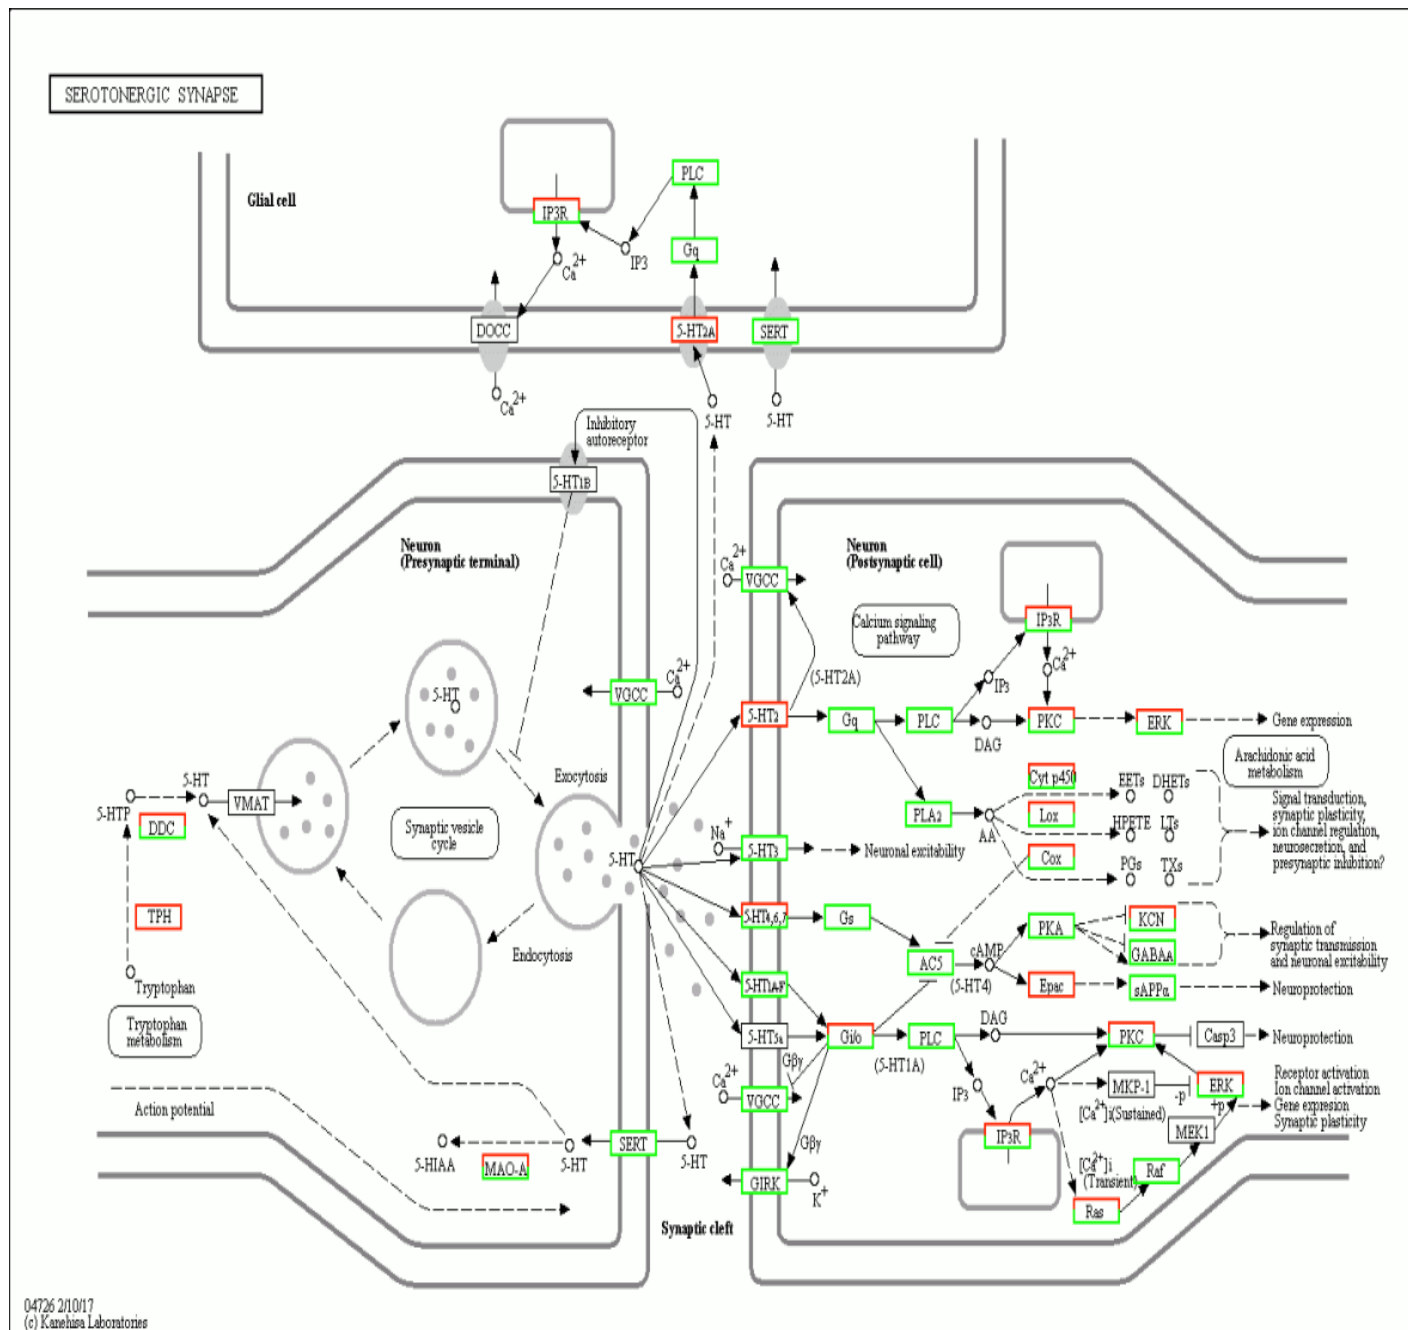 SEROTONERGIC SYNAPSE
Glial cell
PLC
IP3R
Gq
IP3
Ca2+
DOCC
5-HT2A
SERT
Ca2+
5-HT
5-HT
Inhibitory
autoreceptor
5-HT1B
Neuron
(Presynaptic terminal)
Neuron
(Postsynaptic cell)
Ca2+
VGCC
Calcium signaling
pathway
IP3R
Ca2+
IP3
(5-HT2A)
VGCC
Ca2+
5-HT
5-HT2
Gq
PLC
DAG
PKC
ERK
Gene expression
Arachidonic acid
metabolism
Exocytosis
5-HT
5-HTP
VMAT
DDC
Synaptic vesicle
cycle
Cyt p450
EETs
DHETs
PLA2
AA
Lox
HPETE
LTs
Cox
PGs
TXs
Signal transduction,
synaptic plasticity,
ion channel regulation,
neurosecretion, and
presynaptic inhibition?
Na+
5-HT
5-HT3
Neuronal excitability
TPH
5-HT4,6,7
Gs
PKA
KCN
GABAA
Regulation of
synaptic transmission
and neuronal excitability
Endocytosis
AC5
cAMP
(5-HT4)
Epac
sAPPα
Neuroprotection
Tryptophan
Tryptophan
metabolism
5-HT1A-F
5-HT5a
Gi/o
PLC
(5-HT1A)
DAG
PKC
Casp3
Neuroprotection
Gβγ
Ca2+
VGCC
IP3
Ca2+
MKP-1
-p
ERK
+p
[Ca2+]i(Sustained)
Receptor activation
Ion channel activation
Gene expresion
Synaptic plasticity
Action potential
MEK1
IP3R
Gβγ
5-HIAA
MAO-A
5-HT
SERT
5-HT
GIRK
K+
[Ca2+]i
(Transient)
Raf
Ras
Synaptic cleft
04726 2/10/17
(c) Kanehisa Laboratories